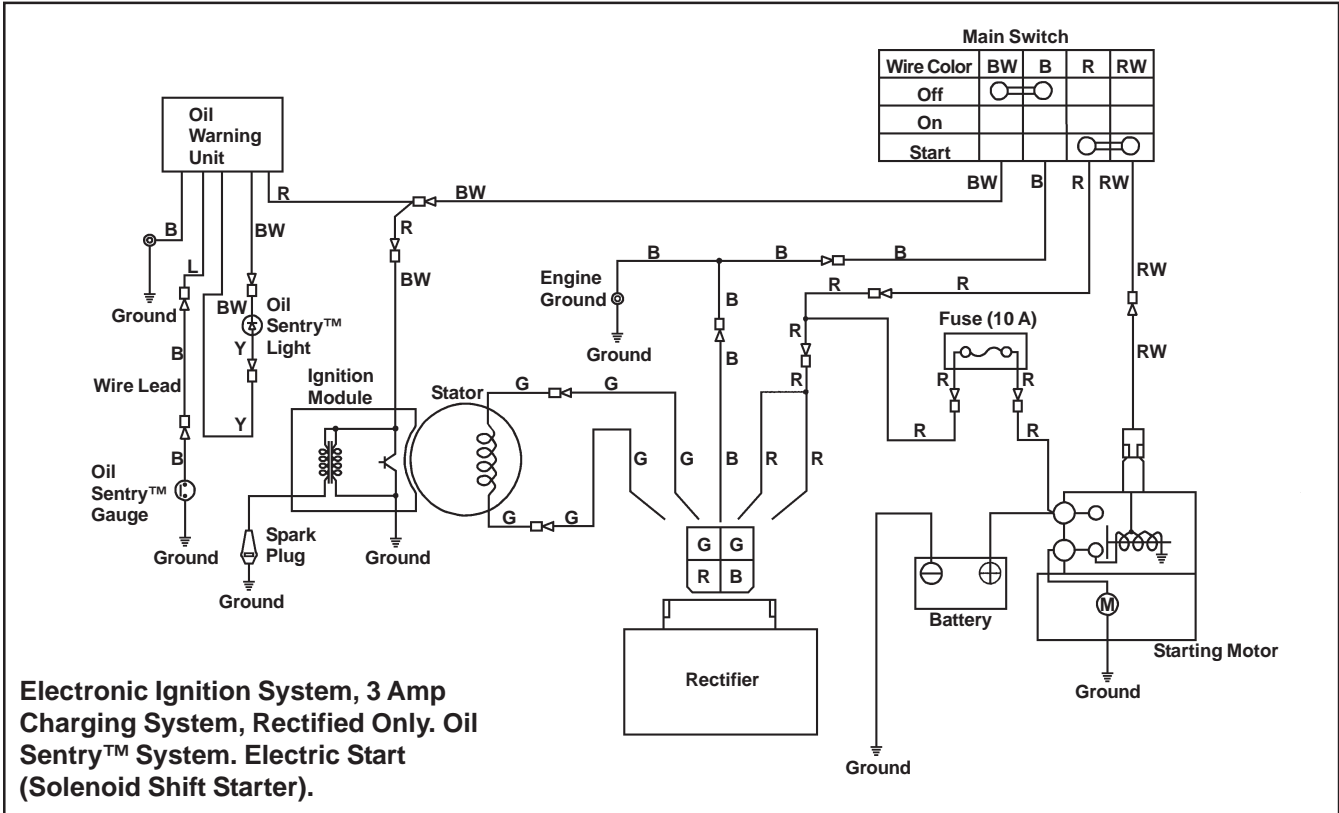 Main Switch
Wire Color BW B R RW
Off
On
Start
BW B R RW
Oil
Warning
Unit
R
BW
B
BW
R
L
BW
B
B
B
Engine
Ground
R
R
RW
Ground
BW
Oil
Sentry™
Light
B
R
Fuse (10 A)
Ground
B
Y
B
RW
Wire Lead
Ignition
Module
Stator
G
G
R
R
R
Y
R
R
B
G
G
B
R
R
Oil
Sentry™
Gauge
G
G
Ground
Spark
Plug
Ground
Ground
G G
R B
Battery
M
Starting Motor
Rectifier
Ground
Ground
Electronic Ignition System, 3 Amp
Charging System, Rectified Only. Oil
Sentry™ System. Electric Start
(Solenoid Shift Starter).